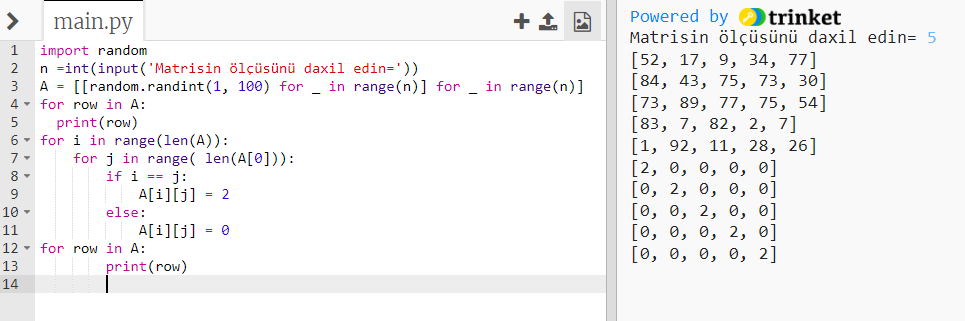 main.py
1 import random
2 n =int(input('Matrisin ölçüsünü daxil edin='))
3 A = [[random.randint(1, 100) for _ in range(n)] for _ in range(n)]
4 for row in A:
5   print(row)
6 for i in range(len(A)):
7     for j in range( len(A[0])):
8         if i == j:
9             A[i][j] = 2
10         else:
11             A[i][j] = 0
12 for row in A:
13         print(row)
14
Powered by trinket
Matrisin ölçüsünü daxil edin= 5
[52, 17, 9, 34, 77]
[84, 43, 75, 73, 30]
[73, 89, 77, 75, 54]
[83, 7, 82, 2, 7]
[1, 92, 11, 28, 26]
[2, 0, 0, 0, 0]
[0, 2, 0, 0, 0]
[0, 0, 2, 0, 0]
[0, 0, 0, 2, 0]
[0, 0, 0, 0, 2]